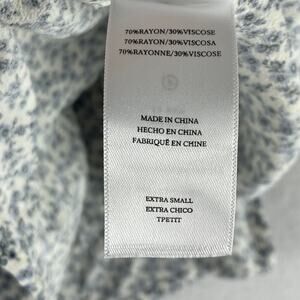 70%RAYON/30%VISCOSE
70%RAYON/30%VISCOSA
70%RAYONNE/30%VISCOSE
MADE IN CHINA
HECHO EN CHINA
FABRIQUÉ EN CHINE
EXTRA SMALL
EXTRA CHICO
TPETIT